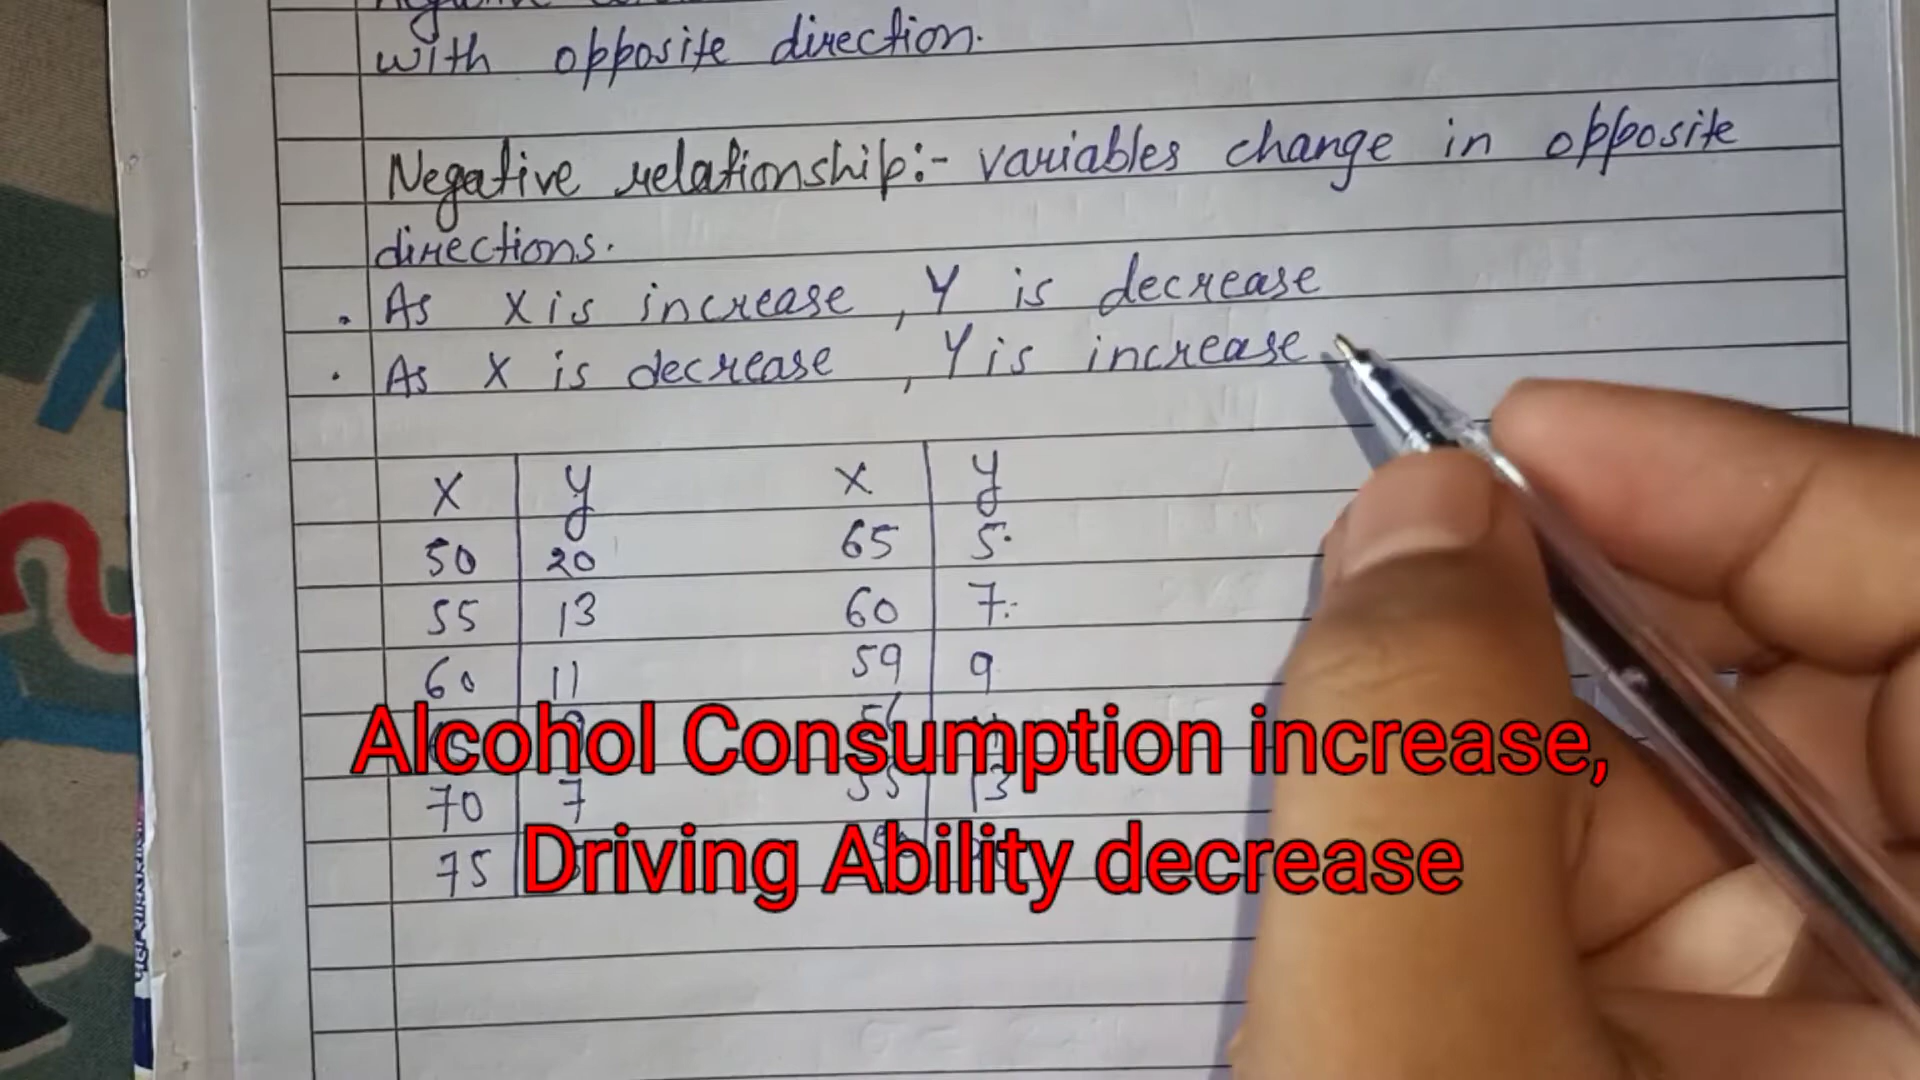 with opposite direction.
Negative relationship:- variables change in opposite
directions.
. As X is increase, Y is decrease
. As X is decrease, Y is increase
X y X y
50 20 65 5
55 13 60 7
60 11 59 9
70 7 55 13
75
Alcohol Consumption increase,
Driving Ability decrease